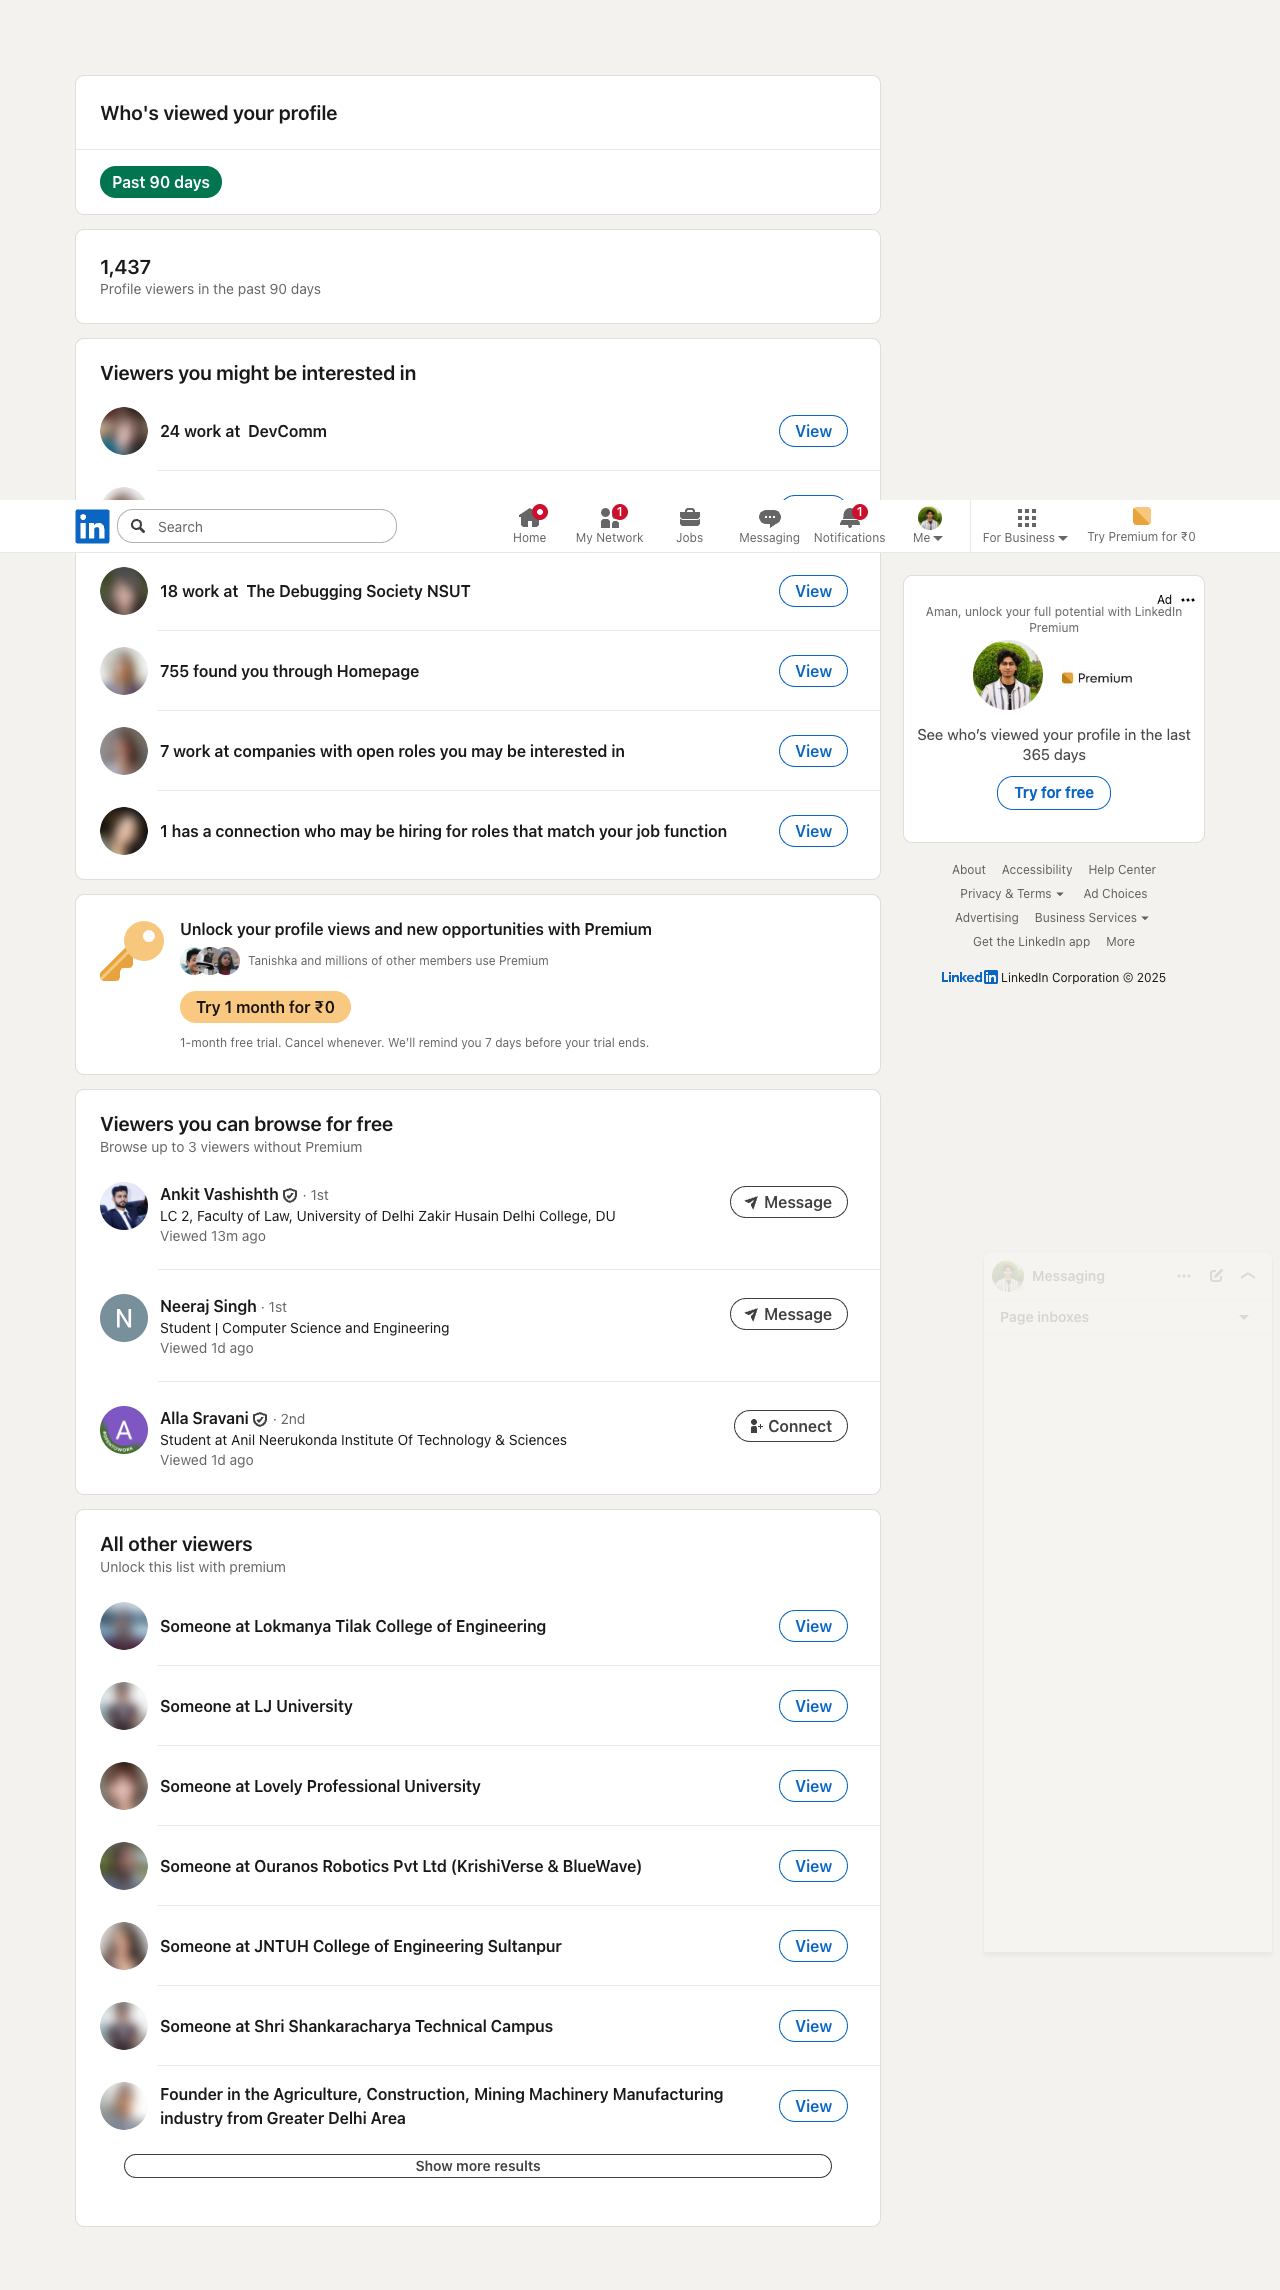 Who's viewed your profile
Past 90 days
1,437
Profile viewers in the past 90 days
Viewers you might be interested in
24 work at DevComm
View
in
Search
Home
1
My Network
Jobs
Messaging
1
Notifications
Me
For Business
Try Premium for ₹0
18 work at The Debugging Society NSUT
View
755 found you through Homepage
View
7 work at companies with open roles you may be interested in
View
1 has a connection who may be hiring for roles that match your job function
View
Ad
Aman, unlock your full potential with LinkedIn
Premium
Premium
See who's viewed your profile in the last
365 days
Try for free
About Accessibility Help Center
Privacy & Terms Ad Choices
Advertising Business Services
Get the LinkedIn app More
LinkedIn LinkedIn Corporation © 2025
Unlock your profile views and new opportunities with Premium
Tanishka and millions of other members use Premium
Try 1 month for ₹0
1-month free trial. Cancel whenever. We'll remind you 7 days before your trial ends.
Viewers you can browse for free
Browse up to 3 viewers without Premium
Ankit Vashishth · 1st
LC 2, Faculty of Law, University of Delhi Zakir Husain Delhi College, DU
Viewed 13m ago
Message
N
Neeraj Singh · 1st
Student | Computer Science and Engineering
Viewed 1d ago
Message
A
#OPENTOWORK
Alla Sravani · 2nd
Student at Anil Neerukonda Institute Of Technology & Sciences
Viewed 1d ago
Connect
Messaging
Page inboxes
All other viewers
Unlock this list with premium
Someone at Lokmanya Tilak College of Engineering
View
Someone at LJ University
View
Someone at Lovely Professional University
View
Someone at Ouranos Robotics Pvt Ltd (KrishiVerse & BlueWave)
View
Someone at JNTUH College of Engineering Sultanpur
View
Someone at Shri Shankaracharya Technical Campus
View
Founder in the Agriculture, Construction, Mining Machinery Manufacturing
industry from Greater Delhi Area
View
Show more results